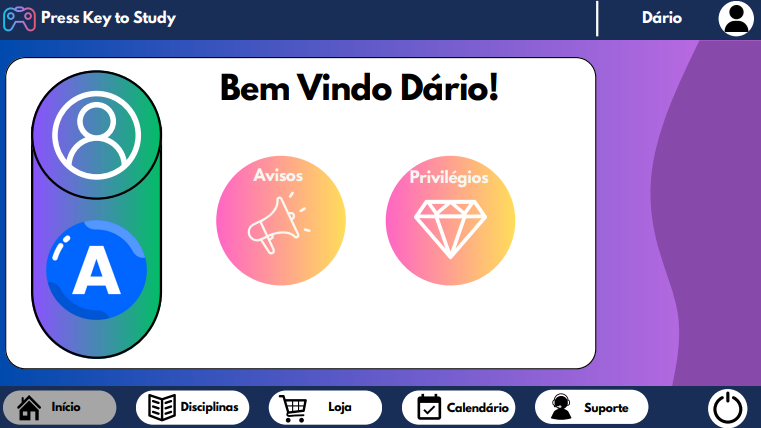 Press Key to Study
Dário
Bem Vindo Dário!
Avisos
Privilégios
A
Início
Disciplinas
Loja
Calendário
Suporte